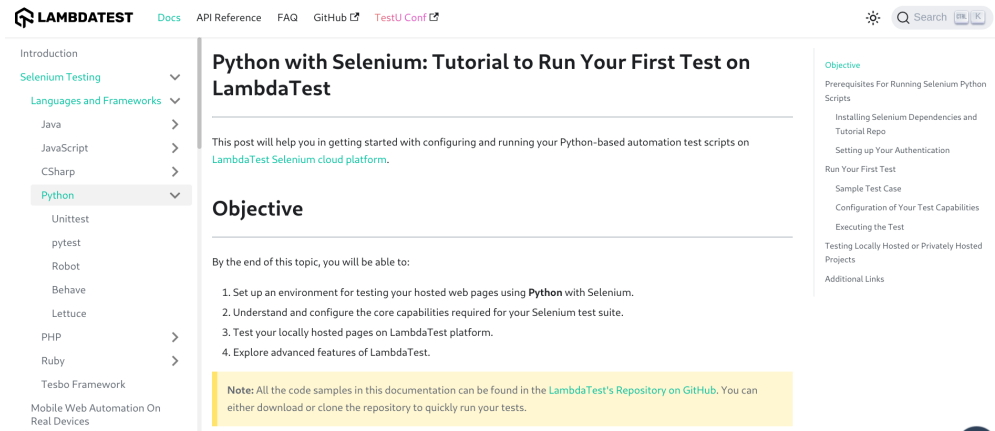 LAMBDATEST
Docs
API Reference
FAQ
GitHub
TestU Conf
Search
K
Introduction
Selenium Testing
Languages and Frameworks
Java
JavaScript
CSharp
Python
Unittest
pytest
Robot
Behave
Lettuce
PHP
Ruby
Tesbo Framework
Mobile Web Automation On
Real Devices
Python with Selenium: Tutorial to Run Your First Test on
LambdaTest
This post will help you in getting started with configuring and running your Python-based automation test scripts on
LambdaTest Selenium cloud platform.
Objective
By the end of this topic, you will be able to:
1. Set up an environment for testing your hosted web pages using Python with Selenium.
2. Understand and configure the core capabilities required for your Selenium test suite.
3. Test your locally hosted pages on LambdaTest platform.
4. Explore advanced features of LambdaTest.
Note: All the code samples in this documentation can be found in the LambdaTest's Repository on GitHub. You can
either download or clone the repository to quickly run your tests.
Objective
Prerequisites For Running Selenium Python
Scripts
Installing Selenium Dependencies and
Tutorial Repo
Setting up Your Authentication
Run Your First Test
Sample Test Case
Configuration of Your Test Capabilities
Executing the Test
Testing Locally Hosted or Privately Hosted
Projects
Additional Links